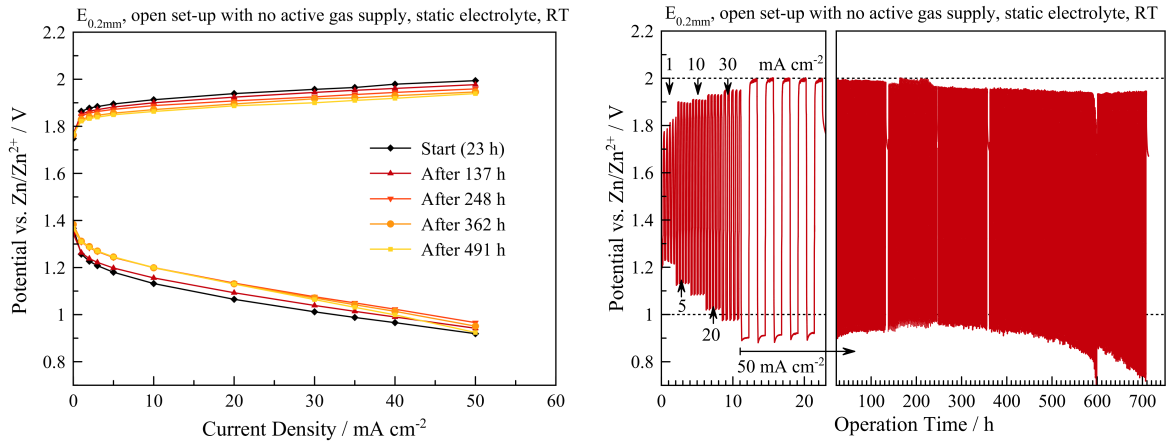 E0.2mm, open set-up with no active gas supply, static electrolyte, RT
2.2
2
1.8
1.6
1.4
1.2
1
0.8
Potential vs. Zn/Zn2+ / V
Start (23 h)
After 137 h
After 248 h
After 362 h
After 491 h
0 10 20 30 40 50 60
Current Density / mA cm-2
E0.2mm, open set-up with no active gas supply, static electrolyte, RT
2.2
2
1.8
1.6
1.4
1.2
1
0.8
Potential vs. Zn/Zn2+ / V
1 10 30 mA cm-2
5
20
50 mA cm-2
0 10 20 100 200 300 400 500 600 700
Operation Time / h